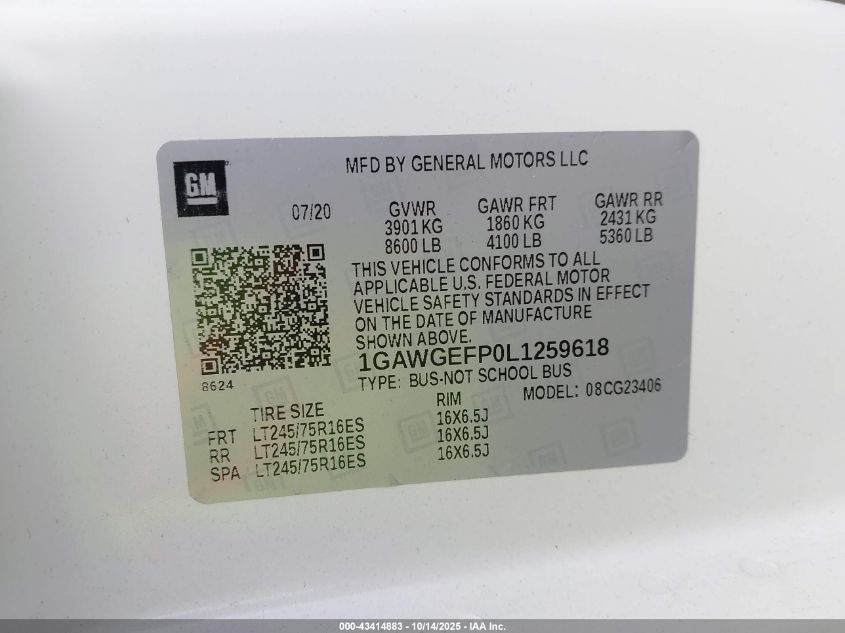 GM
MFD BY GENERAL MOTORS LLC
07/20
GVWR GAWR FRT GAWR RR
3901 KG 1860 KG 2431 KG
8600 LB 4100 LB 5360 LB
THIS VEHICLE CONFORMS TO ALL
APPLICABLE U.S. FEDERAL MOTOR
VEHICLE SAFETY STANDARDS IN EFFECT
ON THE DATE OF MANUFACTURE
SHOWN ABOVE.
1GAWGEFP0L1259618
8624
TYPE: BUS-NOT SCHOOL BUS
MODEL: 08CG23406
TIRE SIZE RIM
FRT LT245/75R16ES 16X6.5J
RR LT245/75R16ES 16X6.5J
SPA LT245/75R16ES 16X6.5J
000-43414883 - 10/14/2025 - IAA Inc.